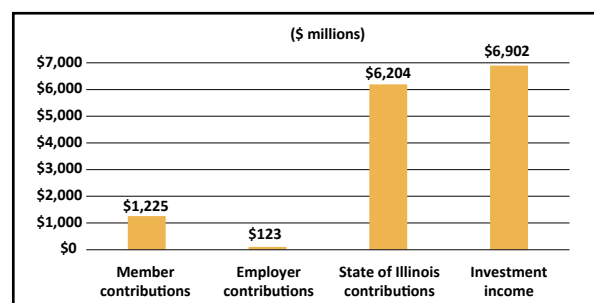 ($ millions)
$7,000
$6,000
$5,000
$4,000
$3,000
$2,000
$1,000
$0
$1,225
$123
$6,204
$6,902
Member
contributions
Employer
contributions
State of Illinois
contributions
Investment
income